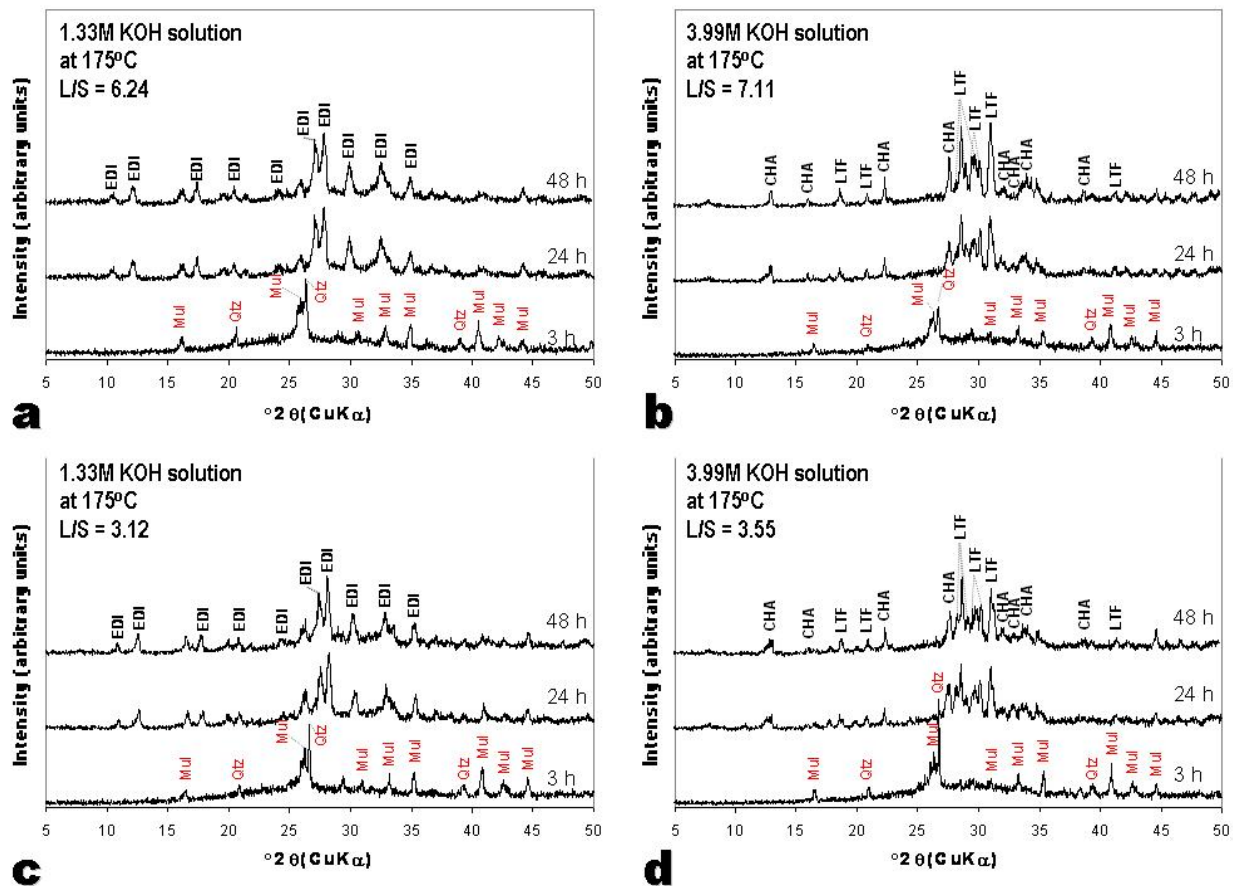 1.33M KOH solution
at 175ºC
L/S = 6.24
Intensity (arbitrary units)
EDI EDI EDI EDI EDI EDI EDI EDI EDI EDI
48 h
24 h
Mul Qtz Mul Qtz Mul Mul Mul Qtz Mul Mul Mul
3 h
5 10 15 20 25 30 35 40 45 50
°2 θ(CuKα)
a
3.99M KOH solution
at 175ºC
L/S = 7.11
Intensity (arbitrary units)
CHA CHA LTF LTF CHA CHA LTF LTF LTF CHA CHA CHA CHA LTF
48 h
24 h
Mul Qtz Mul Qtz Mul Mul Mul Qtz Mul Mul Mul
3 h
5 10 15 20 25 30 35 40 45 50
°2 θ(CuKα)
b
1.33M KOH solution
at 175ºC
L/S = 3.12
Intensity (arbitrary units)
EDI EDI EDI EDI EDI EDI EDI EDI EDI EDI
48 h
24 h
Mul Qtz Mul Qtz Mul Mul Mul Qtz Mul Mul Mul
3 h
5 10 15 20 25 30 35 40 45 50
°2 θ(CuKα)
c
3.99M KOH solution
at 175ºC
L/S = 3.55
Intensity (arbitrary units)
CHA CHA LTF LTF CHA CHA LTF LTF LTF CHA CHA CHA CHA LTF
48 h
24 h
Mul Qtz Mul Qtz Mul Mul Mul Qtz Mul Mul Mul
3 h
5 10 15 20 25 30 35 40 45 50
°2 θ(CuKα)
d